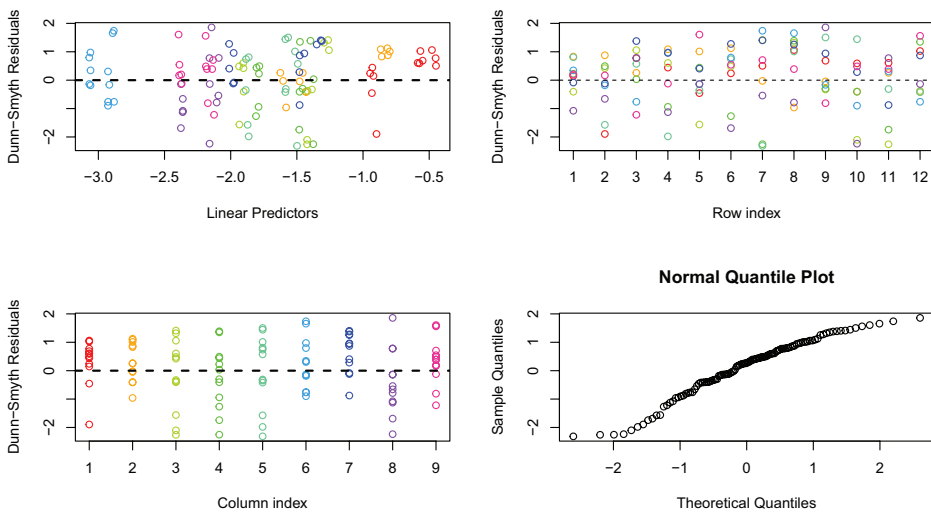 Dunn−Smyth Residuals
2
1
0
2
−3.0 −2.5 −2.0 −1.5 −1.0 −0.5
Linear Predictors
Dunn−Smyth Residuals
2
1
0
2
1 2 3 4 5 6 7 8 9 10 11 12
Row index
Dunn−Smyth Residuals
2
1
0
−2
1 2 3 4 5 6 7 8 9
Column index
Normal Quantile Plot
Sample Quantiles
2
1
0
−2
−2 −1 0 1 2
Theoretical Quantiles